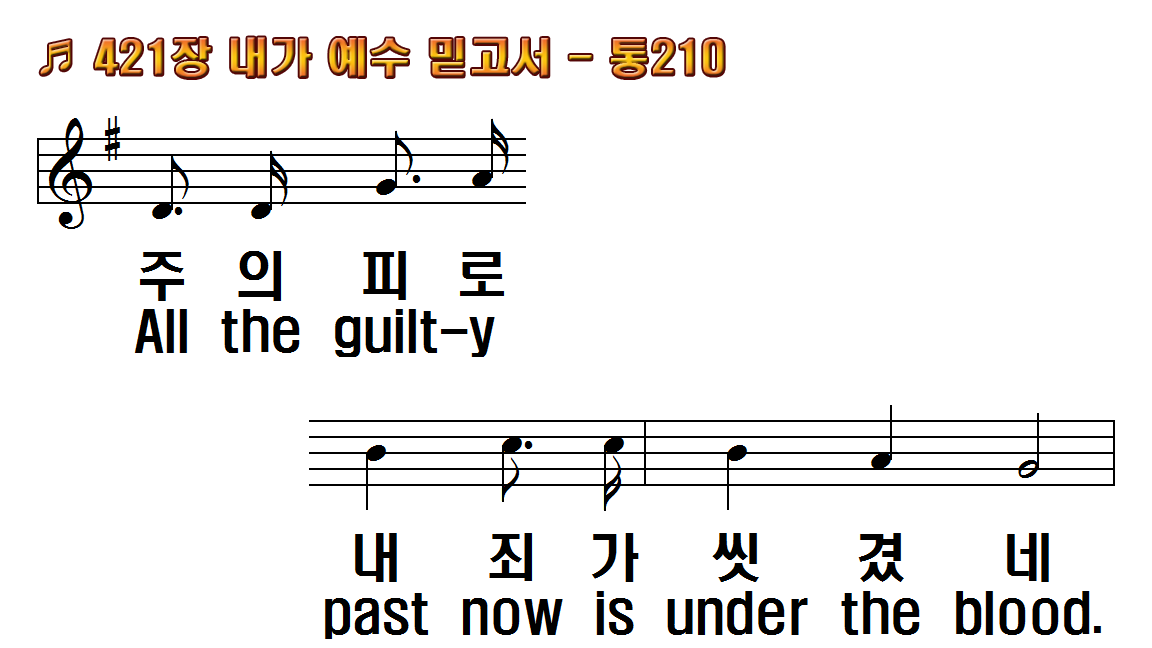 ♬ 421장 내가 예수 믿고서 - 통210
주 의 피 로
All the guilt-y
내 죄 가 씻 겼 네
past now is under the blood.